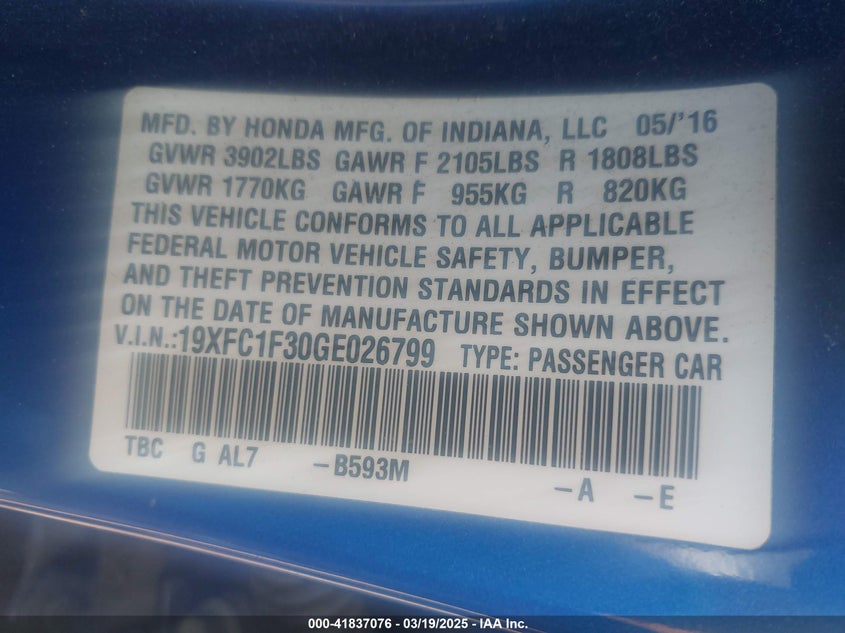 MFD. BY HONDA MFG. OF INDIANA, LLC 05/'16
GVWR 3902LBS GAWR F 2105LBS R 1808LBS
GVWR 1770KG GAWR F 955KG R 820KG
THIS VEHICLE CONFORMS TO ALL APPLICABLE
FEDERAL MOTOR VEHICLE SAFETY, BUMPER,
AND THEFT PREVENTION STANDARDS IN EFFECT
ON THE DATE OF MANUFACTURE SHOWN ABOVE.
V.I.N.:19XFC1F30GE026799 TYPE: PASSENGER CAR
TBC G AL7 -B593M -A -E
000-41837076 — 03/19/2025 — IAA Inc.